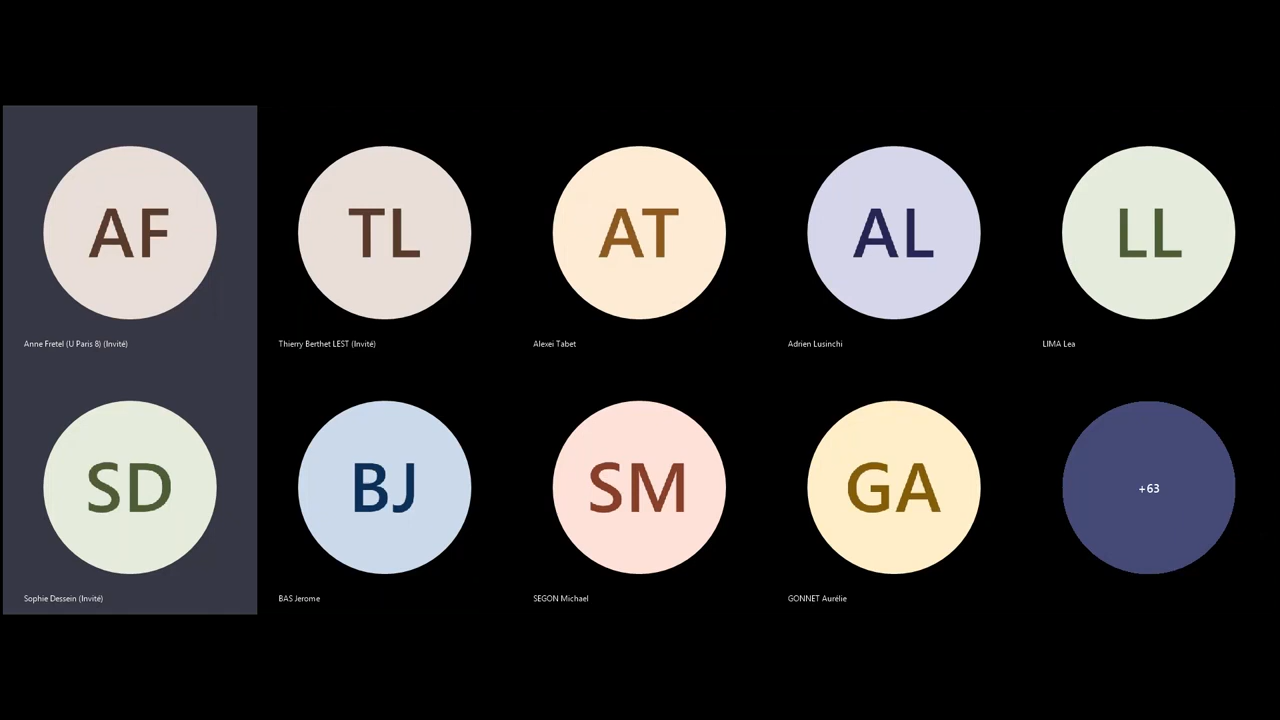 AF
TL
AT
AL
LL
Anne Fretel (U Paris 8) (Invité)
Thierry Berthet LEST (Invité)
Alexei Tabet
Adrien Lusinchi
LIMA Lea
SD
BJ
SM
GA
+63
Sophie Dessein (Invité)
BAS Jerome
SEGON Michael
GONNET Aurélie